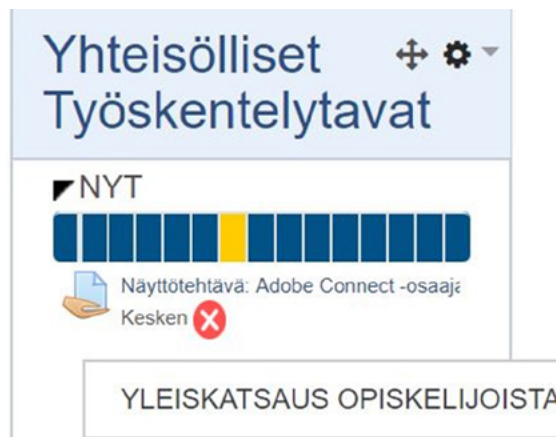 Yhteisölliset
Työskentelytavat
NYT
Näyttötehtävä: Adobe Connect -osaaja
Kesken
YLEISKATSAUS OPISKELIJOISTA